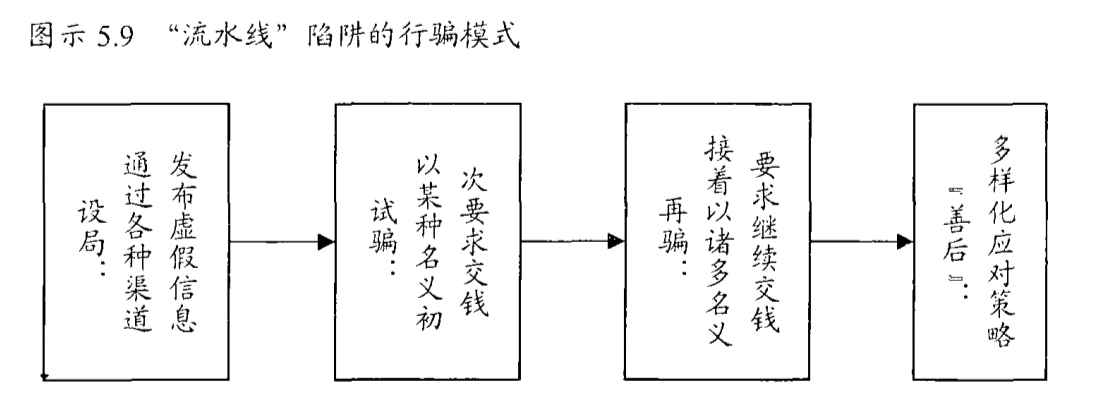 图示 5.9 “流水线”陷阱的行骗模式
设局：
通过各种渠道
发布虚假信息
试骗：
以某种名义初
次要求交钱
再骗：
接着以诸多名义
要求继续交钱
『善后』：
多样化应对策略